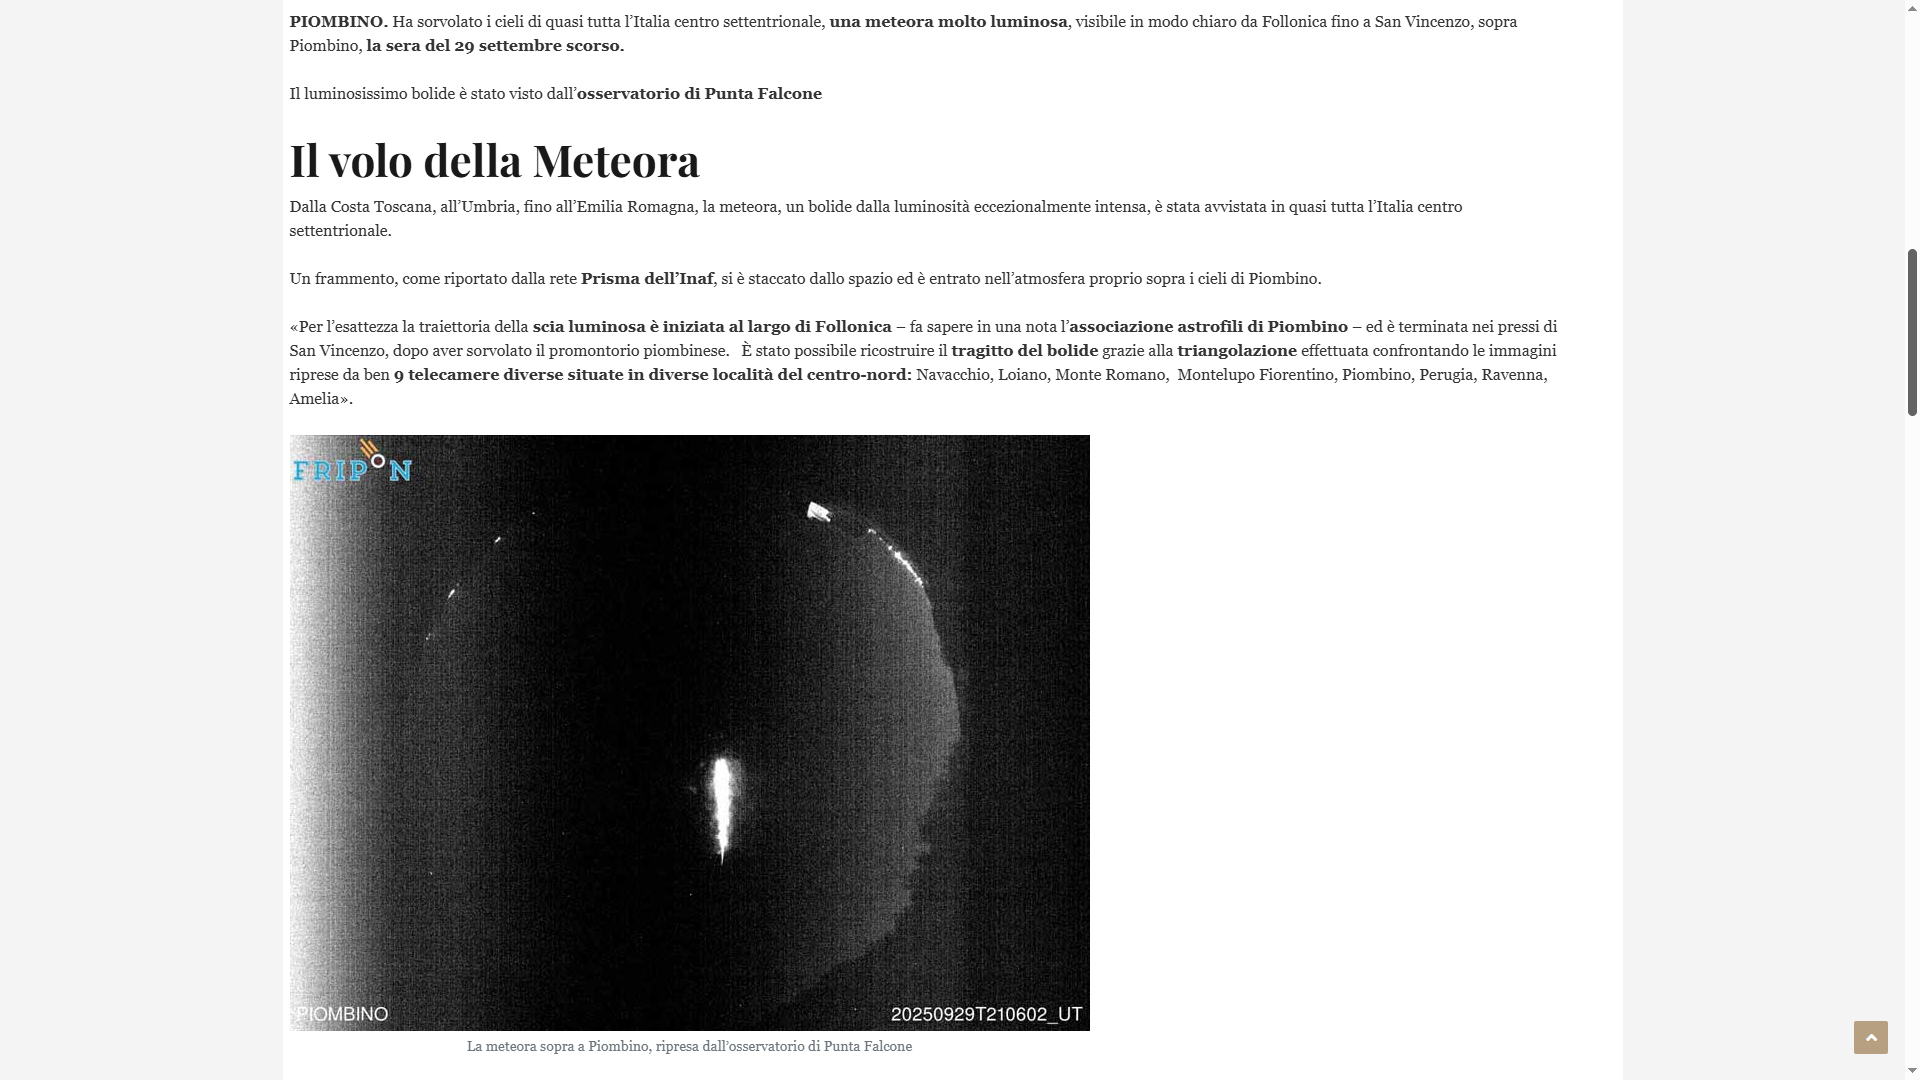 PIOMBINO. Ha sorvolato i cieli di quasi tutta l’Italia centro settentrionale, una meteora molto luminosa, visibile in modo chiaro da Follonica fino a San Vincenzo, sopra
Piombino, la sera del 29 settembre scorso.
Il luminosissimo bolide è stato visto dall’osservatorio di Punta Falcone
Il volo della Meteora
Dalla Costa Toscana, all’Umbria, fino all’Emilia Romagna, la meteora, un bolide dalla luminosità eccezionalmente intensa, è stata avvistata in quasi tutta l’Italia centro
settentrionale.
Un frammento, come riportato dalla rete Prisma dell’Inaf, si è staccato dallo spazio ed è entrato nell’atmosfera proprio sopra i cieli di Piombino.
«Per l’esattezza la traiettoria della scia luminosa è iniziata al largo di Follonica – fa sapere in una nota l’associazione astrofili di Piombino – ed è terminata nei pressi di
San Vincenzo, dopo aver sorvolato il promontorio piombinese. È stato possibile ricostruire il tragitto del bolide grazie alla triangolazione effettuata confrontando le immagini
riprese da ben 9 telecamere diverse situate in diverse località del centro-nord: Navacchio, Loiano, Monte Romano, Montelupo Fiorentino, Piombino, Perugia, Ravenna,
Amelia».
FRIPON
PIOMBINO
20250929T210602_UT
La meteora sopra a Piombino, ripresa dall’osservatorio di Punta Falcone